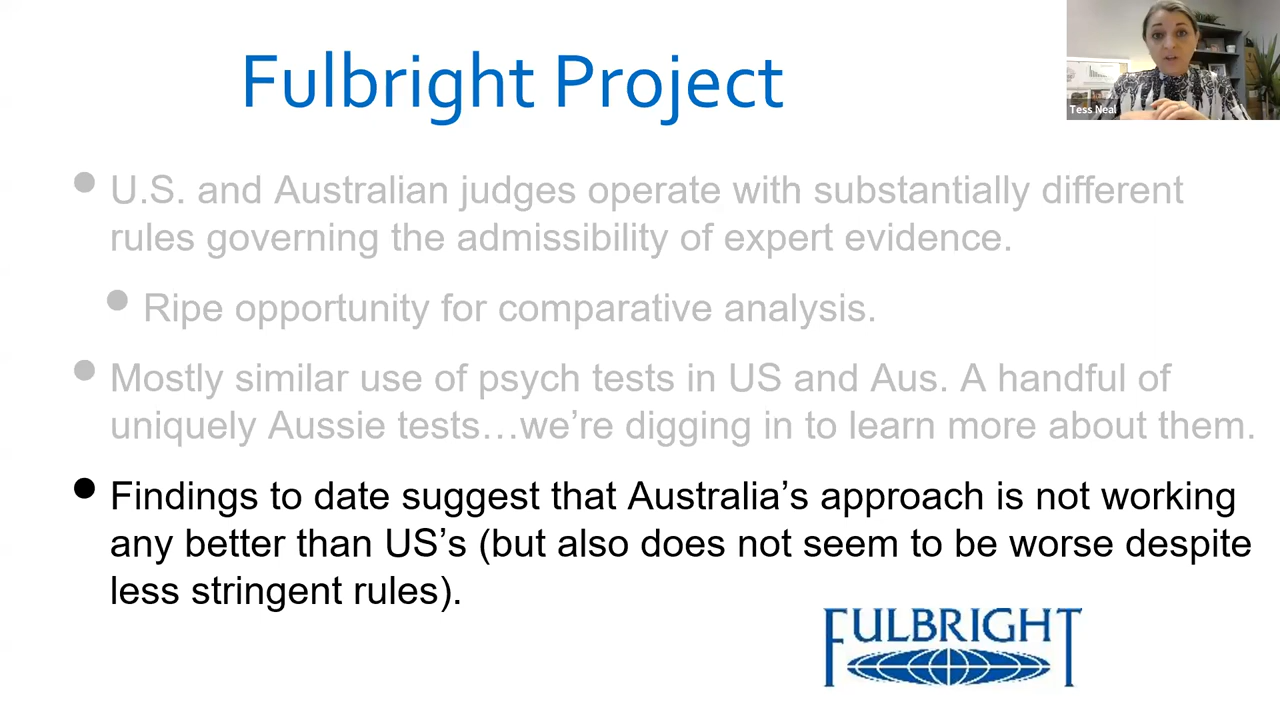 Fulbright Project
Tess Neal
U.S. and Australian judges operate with substantially different
rules governing the admissibility of expert evidence.
Ripe opportunity for comparative analysis.
Mostly similar use of psych tests in US and Aus. A handful of
uniquely Aussie tests…we’re digging in to learn more about them.
Findings to date suggest that Australia’s approach is not working
any better than US’s (but also does not seem to be worse despite
less stringent rules).
FULBRIGHT